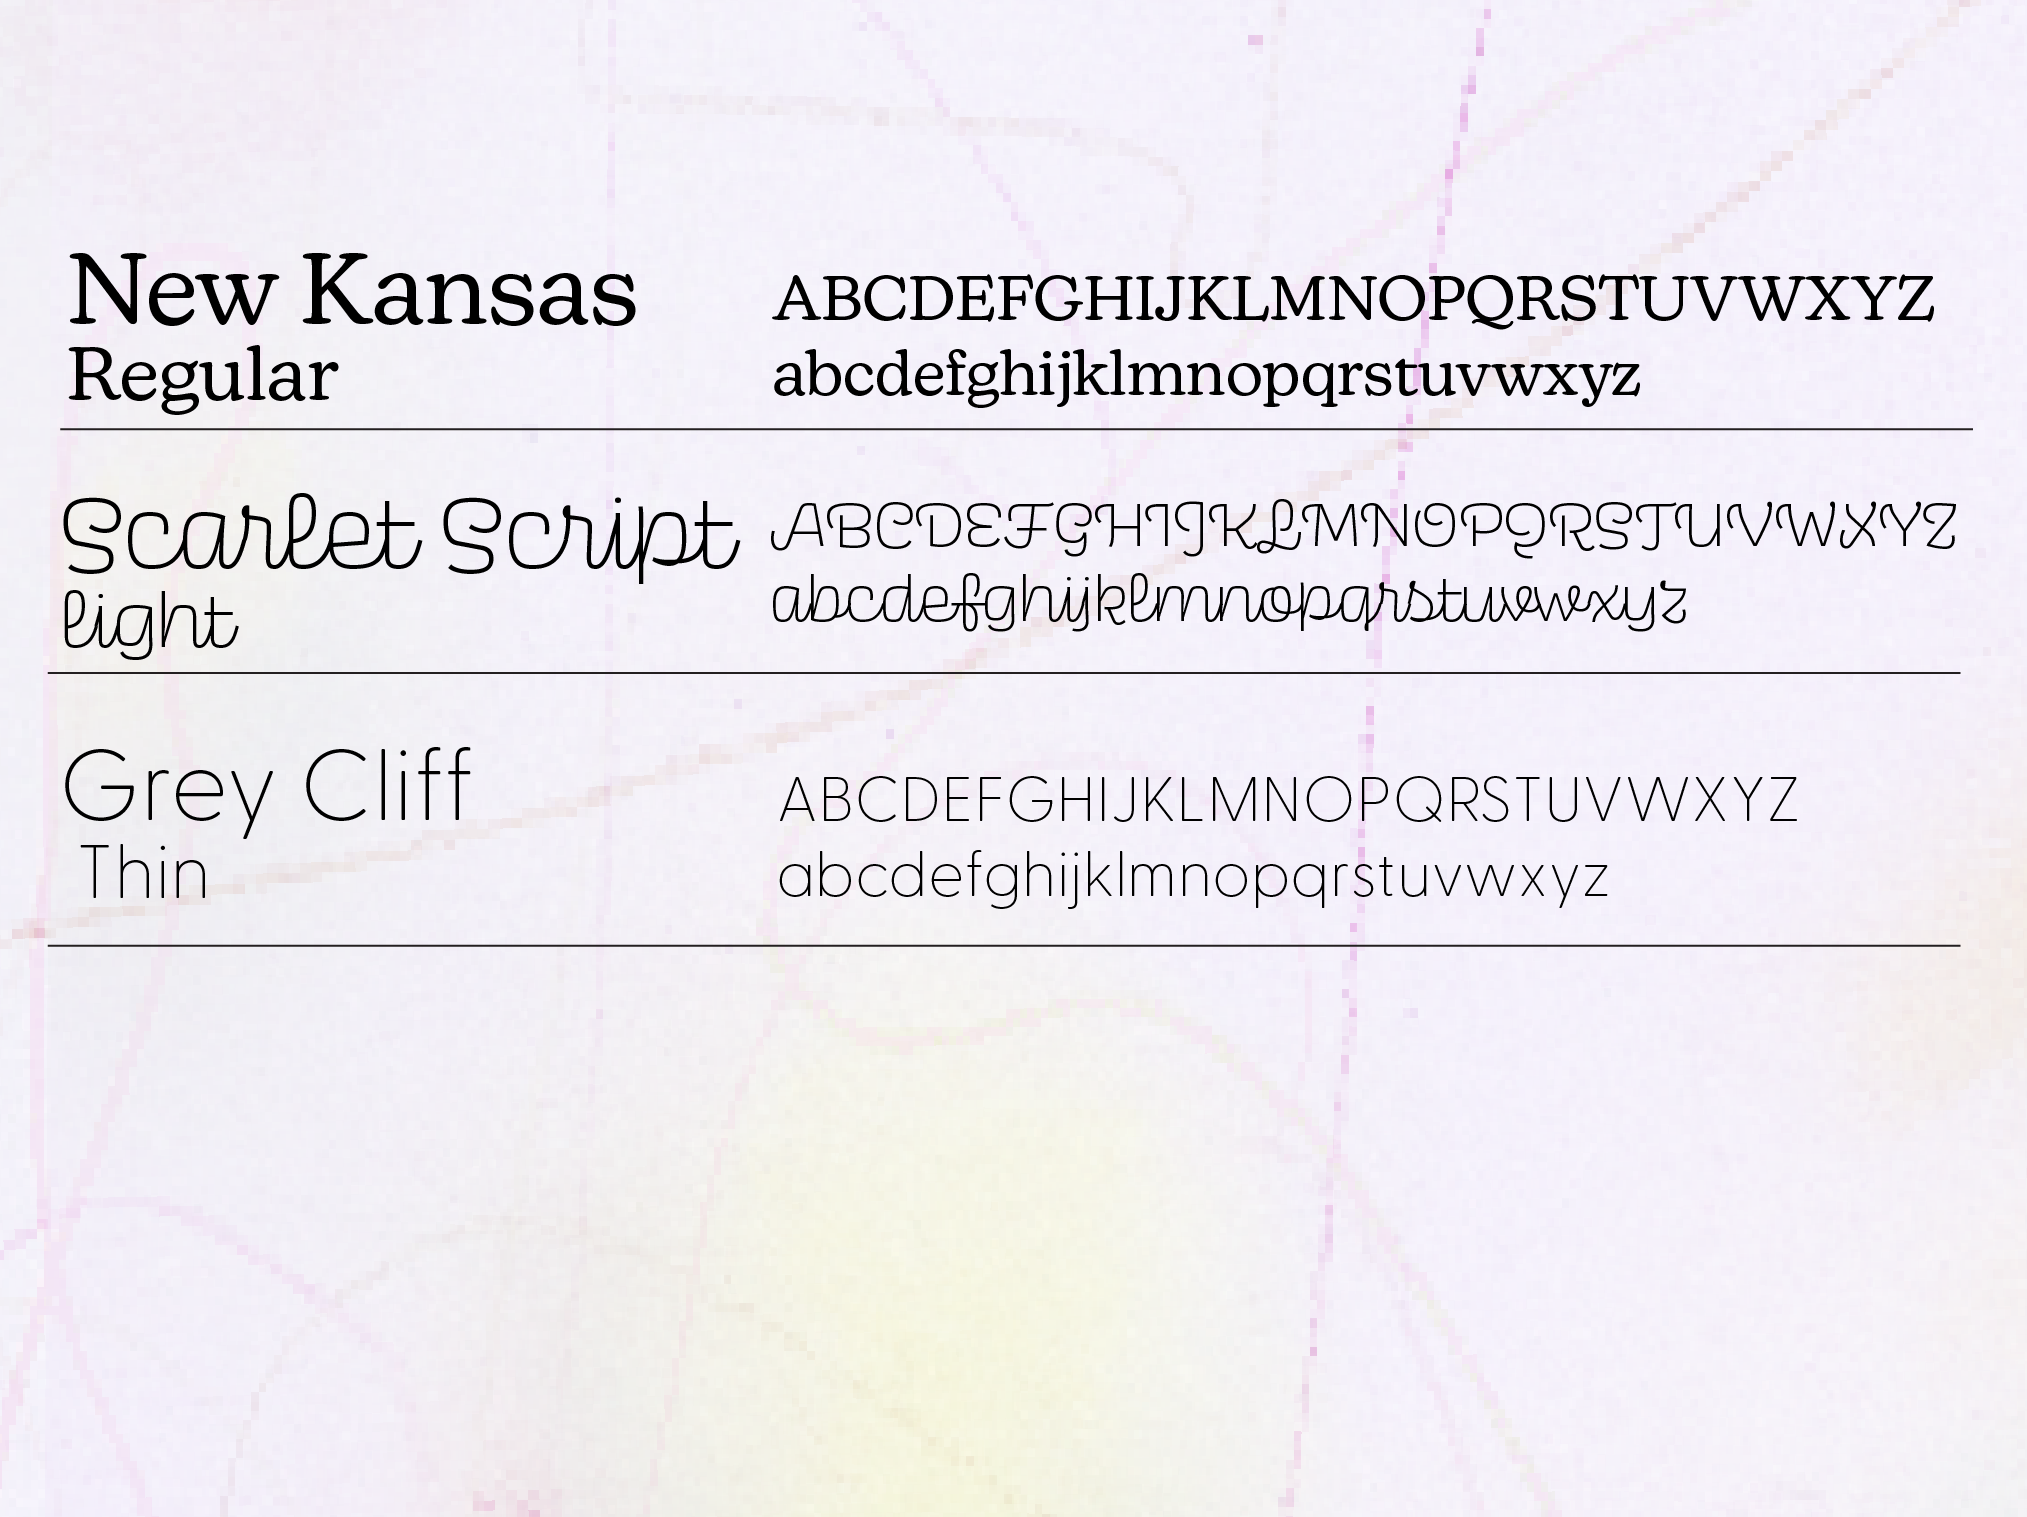 New Kansas
Regular
ABCDEFGHIJKLMNOPQRSTUVWXYZ
abcdefghijklmnopqrstuvwxyz
Scarlet Script
light
ABCDEFGHIJKLMNOPQRSTUVWXYZ
abcdefghijklmnopqrstuvwxyz
Grey Cliff
Thin
ABCDEFGHIJKLMNOPQRSTUVWXYZ
abcdefghijklmnopqrstuvwxyz